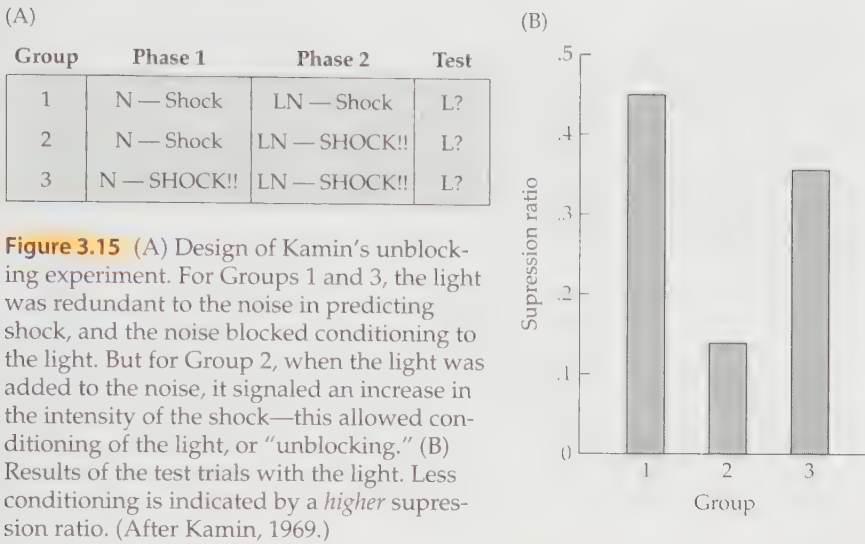 (A)
Group Phase 1 Phase 2 Test
1 N — Shock LN — Shock L?
2 N — Shock LN — SHOCK!! L?
3 N — SHOCK!! LN — SHOCK!! L?
Figure 3.15 (A) Design of Kamin's unblock-
ing experiment. For Groups 1 and 3, the light
was redundant to the noise in predicting
shock, and the noise blocked conditioning to
the light. But for Group 2, when the light was
added to the noise, it signaled an increase in
the intensity of the shock—this allowed con-
ditioning of the light, or “unblocking.” (B)
Results of the test trials with the light. Less
conditioning is indicated by a higher supres-
sion ratio. (After Kamin, 1969.)
(B)
Supression ratio
.5
.4
.3
.2
.1
0
1 2 3
Group